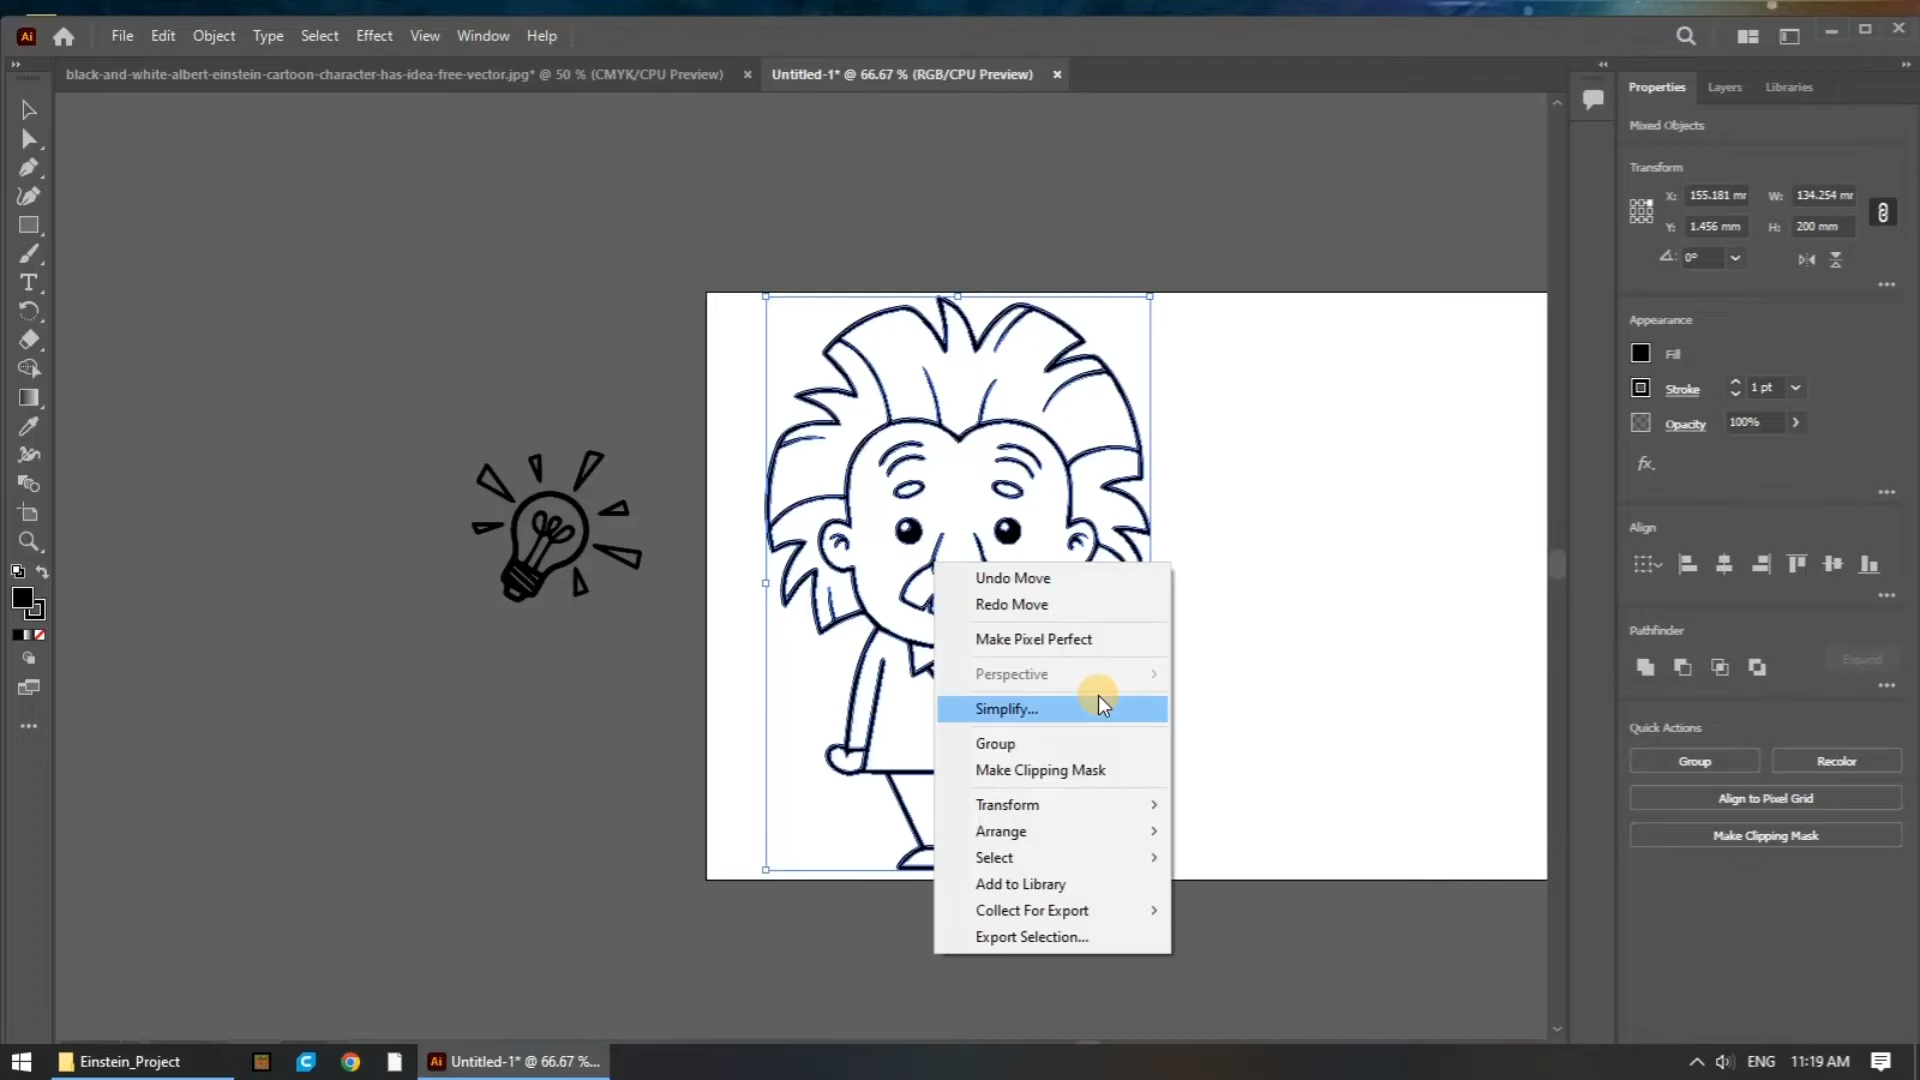 Ai File Edit Object Type Select Effect View Window Help
black-and-white-albert-einstein-cartoon-character-has-idea-free-vector.jpg* @ 50 % (CMYK/CPU Preview) ×
Untitled-1* @ 66.67 % (RGB/CPU Preview) ×
Properties Layers Libraries
Mixed Objects
Transform
X: 155.181 mr W: 134.254 mr
Y: 1.456 mm H: 200 mm
0°
Appearance
Fill
Stroke 1 pt
Opacity 100%
fx.
Align
Pathfinder
Expand
Quick Actions
Group Recolor
Align to Pixel Grid
Make Clipping Mask
Undo Move
Redo Move
Make Pixel Perfect
Perspective
Simplify...
Group
Make Clipping Mask
Transform
Arrange
Select
Add to Library
Collect For Export
Export Selection...
Einstein_Project
Ai Untitled-1* @ 66.67 %...
ENG 11:19 AM